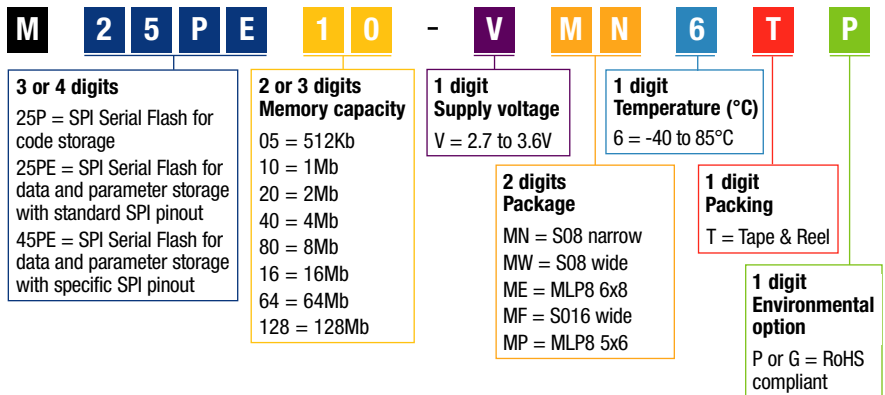 M 25PE 10 - V MN 6 T P
3 or 4 digits
25P = SPI Serial Flash for
code storage
25PE = SPI Serial Flash for
data and parameter storage
with standard SPI pinout
45PE = SPI Serial Flash for
data and parameter storage
with specific SPI pinout
2 or 3 digits
Memory capacity
05 = 512Kb
10 = 1Mb
20 = 2Mb
40 = 4Mb
80 = 8Mb
16 = 16Mb
64 = 64Mb
128 = 128Mb
1 digit
Supply voltage
V = 2.7 to 3.6V
2 digits
Package
MN = S08 narrow
MW = S08 wide
ME = MLP8 6x8
MF = S016 wide
MP = MLP8 5x6
1 digit
Temperature (°C)
6 = -40 to 85°C
1 digit
Packing
T = Tape & Reel
1 digit
Environmental
option
P or G = RoHS
compliant